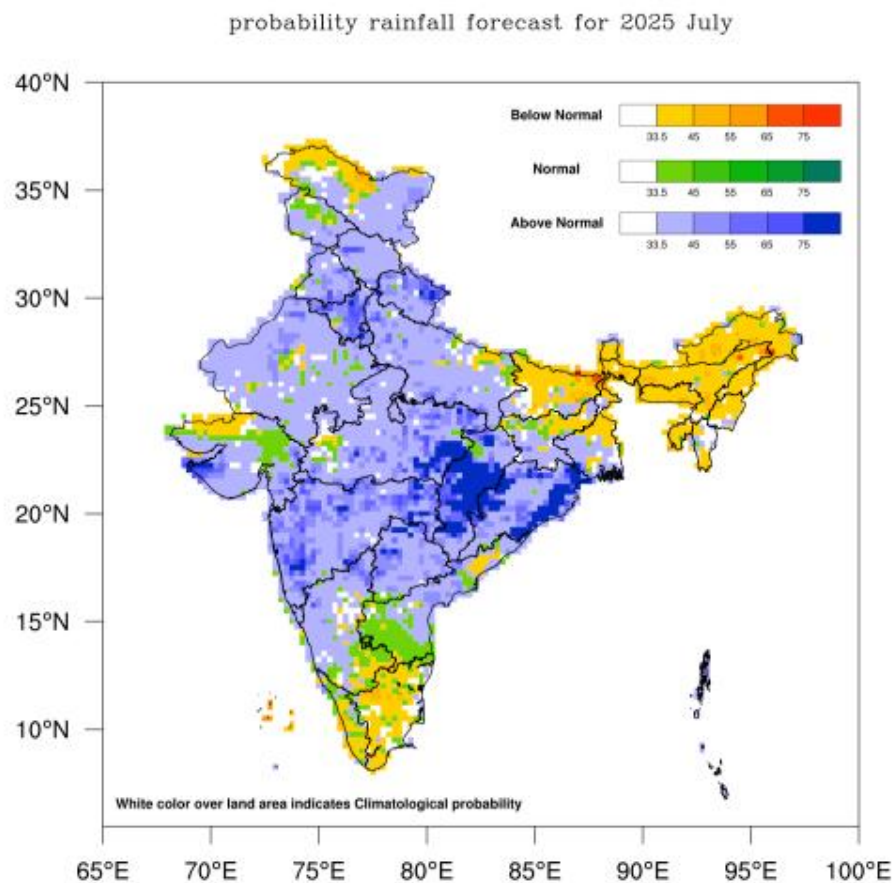 probability rainfall forecast for 2025 July
40°N
35°N
30°N
25°N
20°N
15°N
10°N
Below Normal
33.5 45 55 65 75
Normal
33.5 45 55 65 75
Above Normal
33.5 45 55 65 75
White color over land area indicates Climatological probability
65°E 70°E 75°E 80°E 85°E 90°E 95°E 100°E